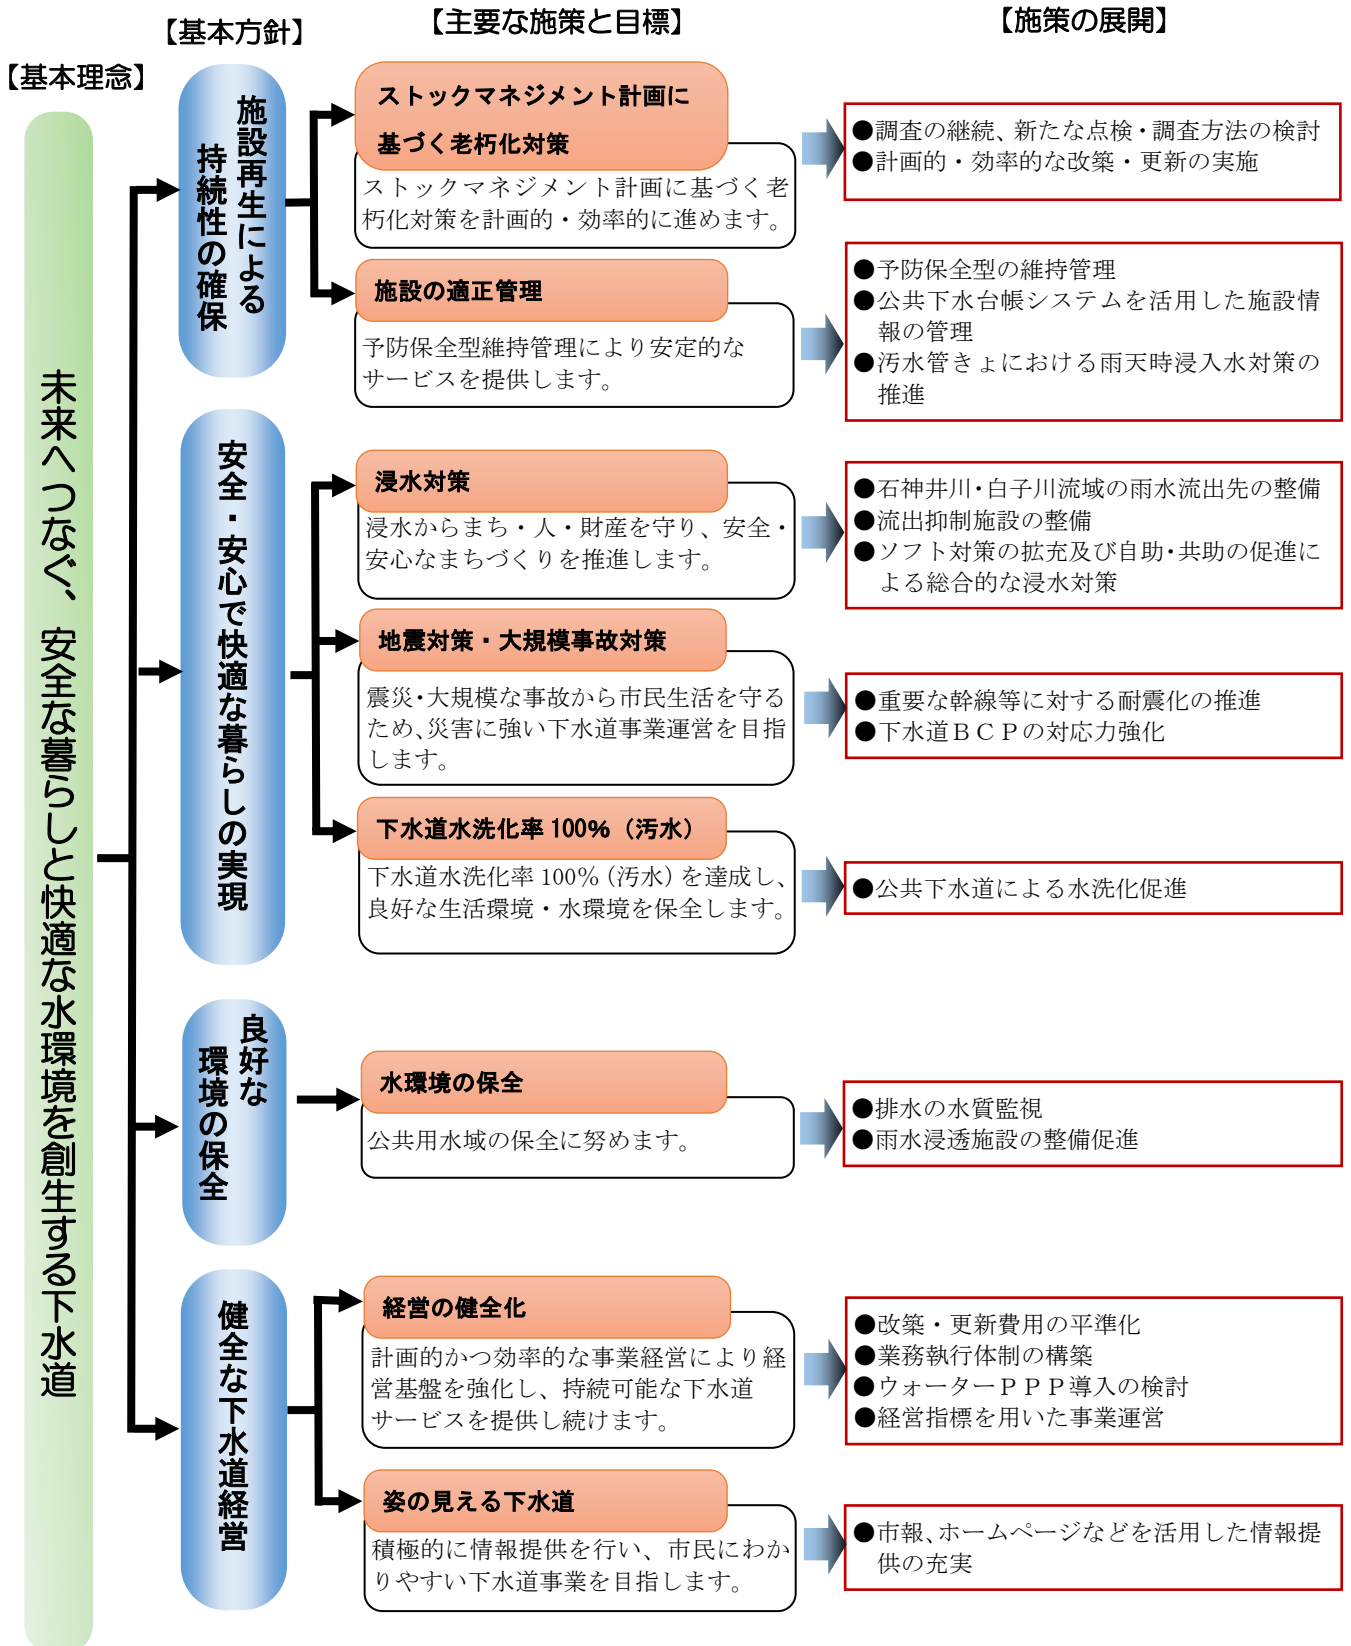 【基本理念】
【基本方針】
【主要な施策と目標】
【施策の展開】
未来へつなぐ、安全な暮らしと快適な水環境を創生する下水道
施設再生による
持続性の確保
ストックマネジメント計画に
基づく老朽化対策
ストックマネジメント計画に基づく老
朽化対策を計画的・効率的に進めます。
●調査の継続、新たな点検・調査方法の検討
●計画的・効率的な改築・更新の実施
施設の適正管理
予防保全型維持管理により安定的な
サービスを提供します。
●予防保全型の維持管理
●公共下水台帳システムを活用した施設情
報の管理
●汚水管きょにおける雨天時浸入水対策の
推進
安全・安心で快適な暮らしの実現
浸水対策
浸水からまち・人・財産を守り、安全・
安心なまちづくりを推進します。
●石神井川・白子川流域の雨水流出先の整備
●流出抑制施設の整備
●ソフト対策の拡充及び自助・共助の促進に
よる総合的な浸水対策
地震対策・大規模事故対策
震災・大規模な事故から市民生活を守る
ため、災害に強い下水道事業運営を目指
します。
●重要な幹線等に対する耐震化の推進
●下水道ＢＣＰの対応力強化
下水道水洗化率 100%（汚水）
下水道水洗化率 100％（汚水）を達成し、
良好な生活環境・水環境を保全します。
●公共下水道による水洗化促進
良好な
環境の保全
水環境の保全
公共用水域の保全に努めます。
●排水の水質監視
●雨水浸透施設の整備促進
健全な下水道経営
経営の健全化
計画的かつ効率的な事業経営により経
営基盤を強化し、持続可能な下水道
サービスを提供し続けます。
●改築・更新費用の平準化
●業務執行体制の構築
●ウォーターＰＰＰ導入の検討
●経営指標を用いた事業運営
姿の見える下水道
積極的に情報提供を行い、市民にわか
りやすい下水道事業を目指します。
●市報、ホームページなどを活用した情報提
供の充実